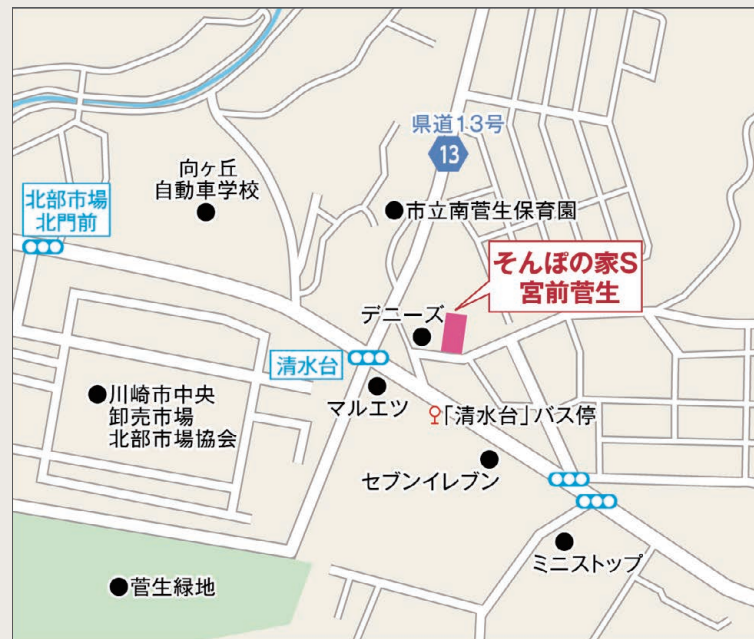 県道13号
13
向ヶ丘
自動車学校
北部市場
北門前
市立南菅生保育園
そんぽの家S
宮前菅生
デニーズ
清水台
マルエツ
川崎市中央
卸売市場
北部市場協会
「清水台」バス停
セブンイレブン
ミニストップ
菅生緑地